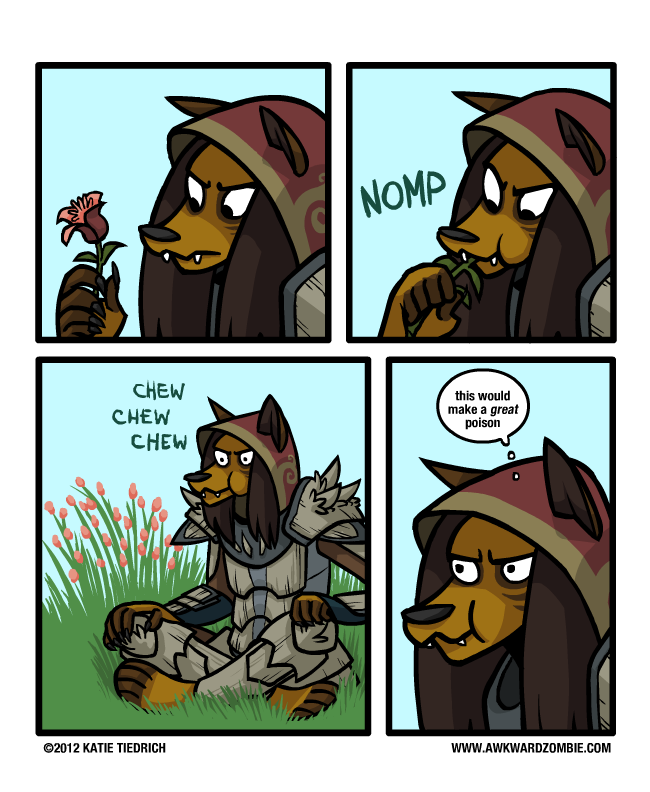 NOMP
CHEW
CHEW
CHEW
this would
make a great
poison
©2012 KATIE TIEDRICH
WWW.AWKWARDZOMBIE.COM